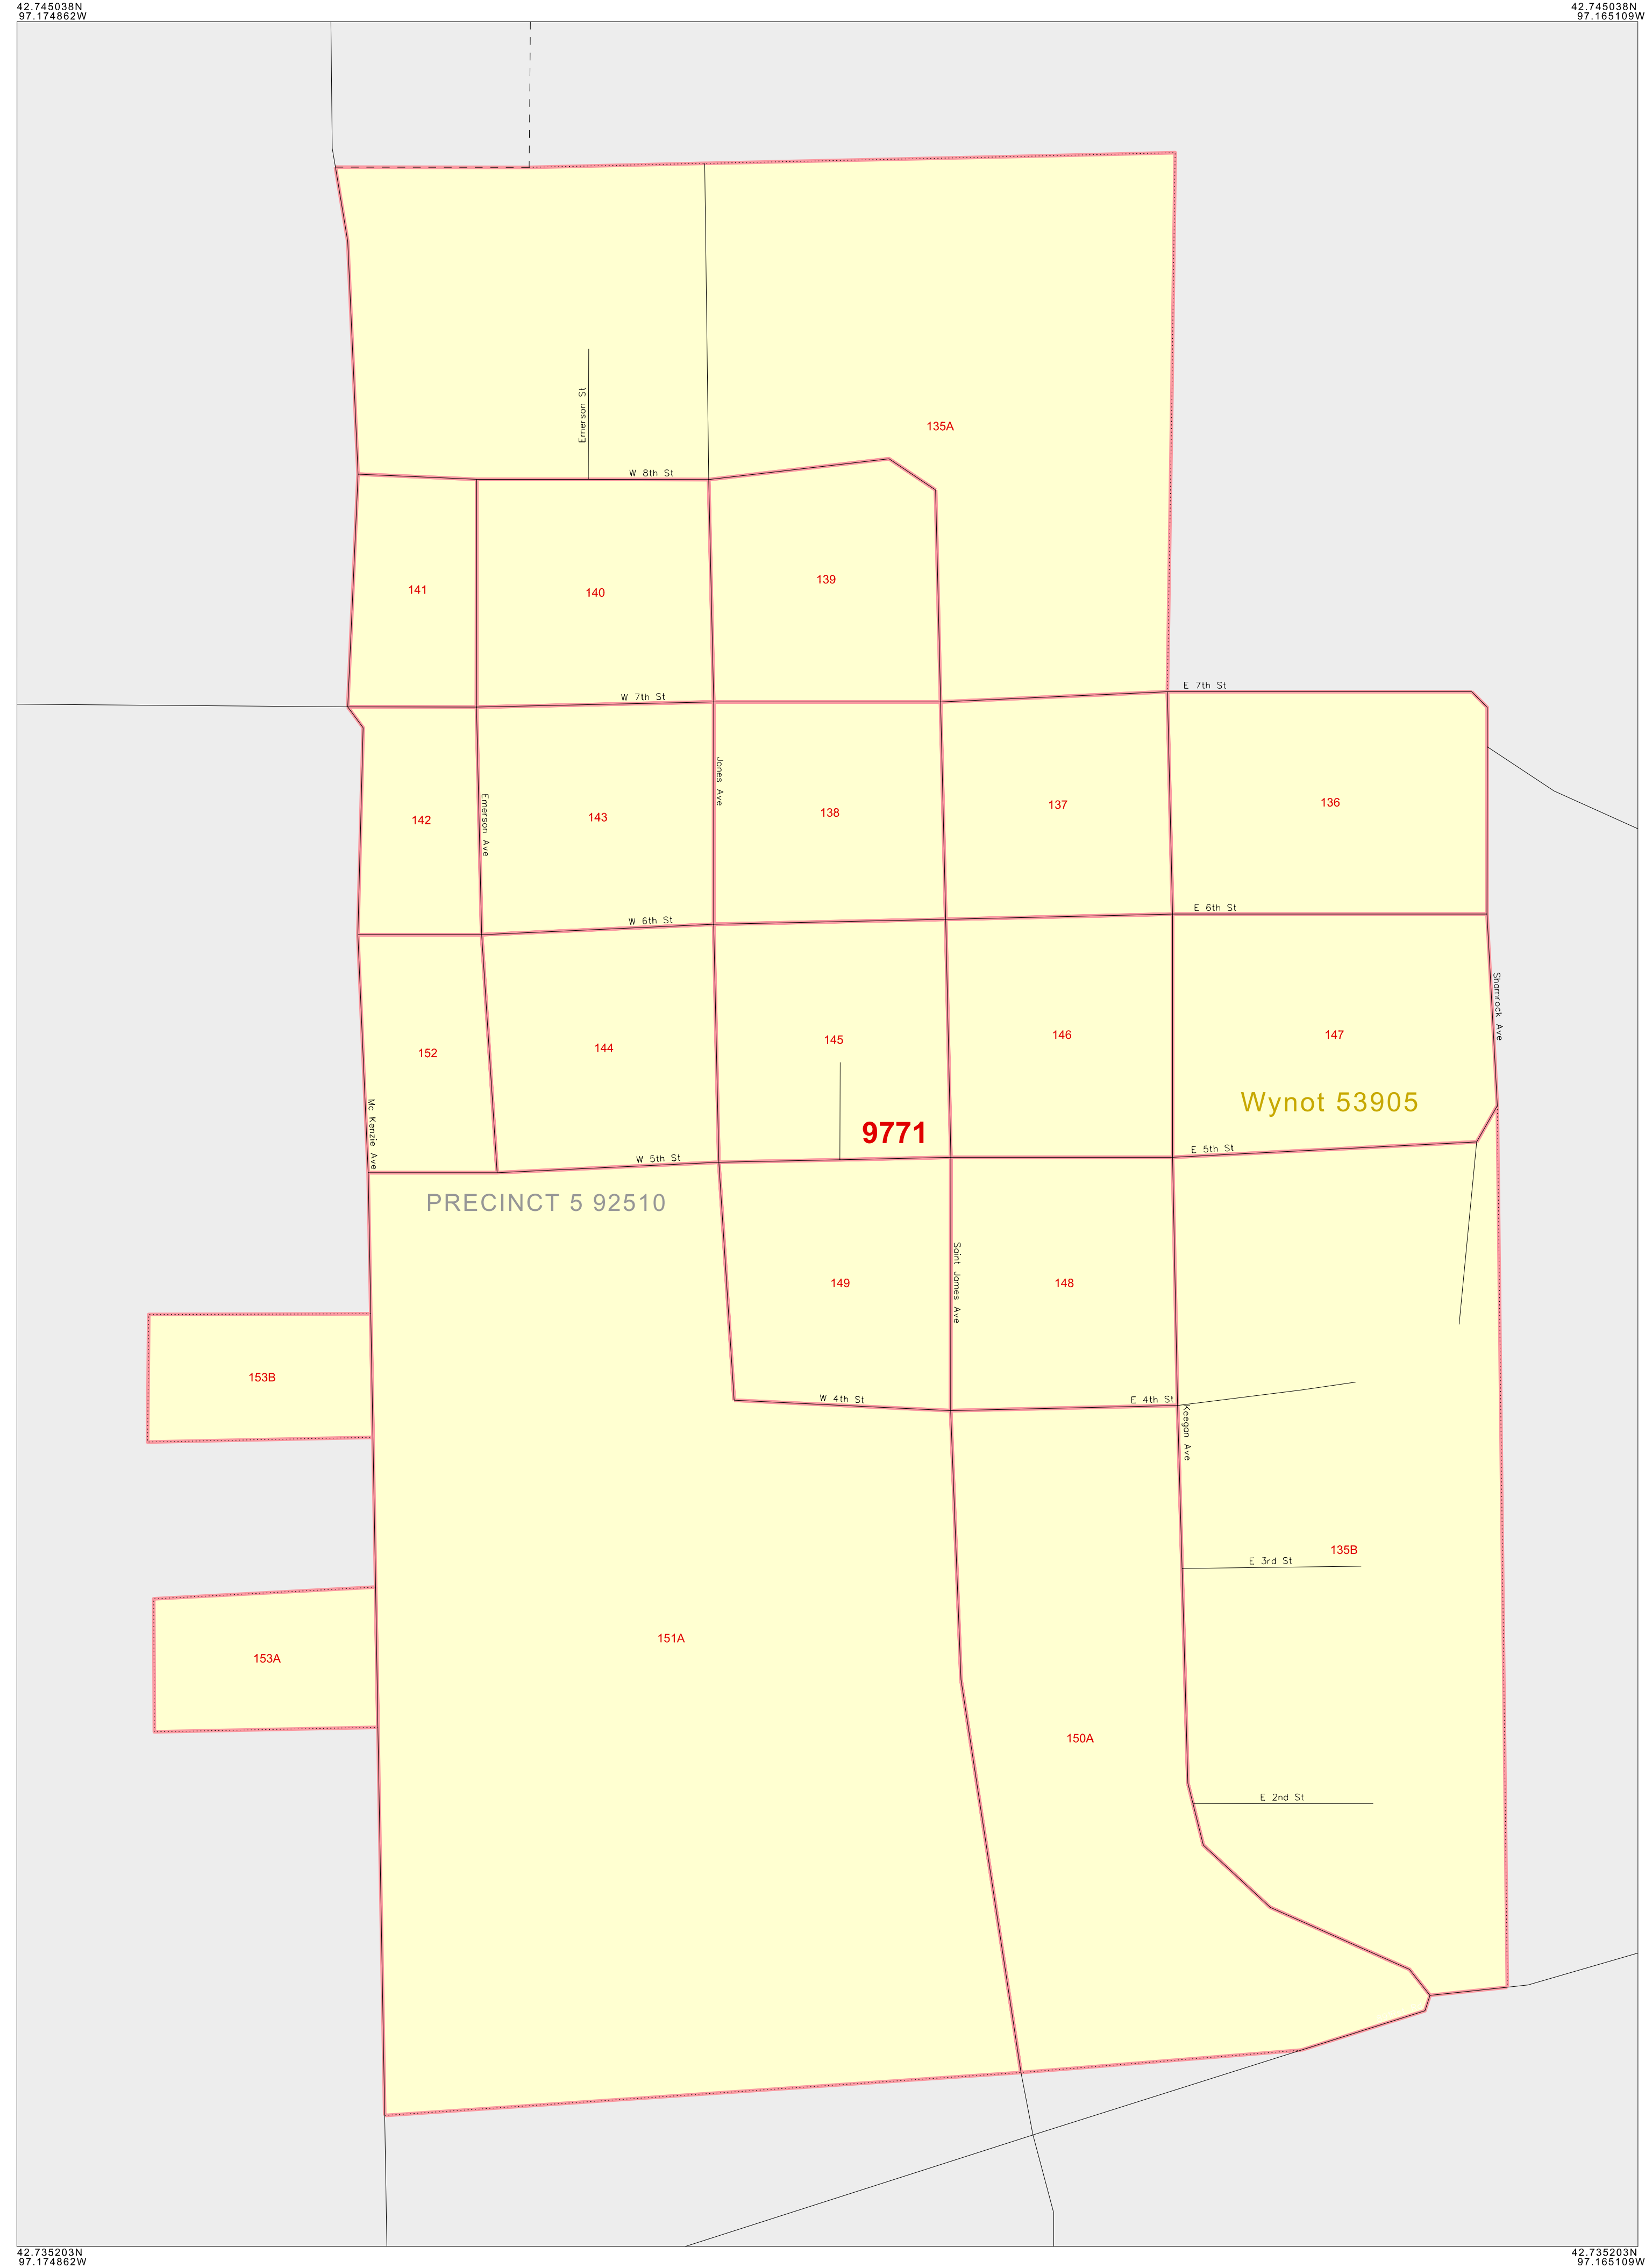 42.745038N
97.174862W
42.745038N
97.165109W
Emerson St
135A
W 8th St
141
140
139
W 7th St
E 7th St
Jones Ave
Emerson Ave
142
143
138
137
136
W 6th St
E 6th St
Shamrock Ave
152
144
145
146
147
Wynot 53905
9771
Mc Kenzie Ave
W 5th St
E 5th St
PRECINCT 5 92510
Saint James Ave
149
148
153B
W 4th St
E 4th St
Keegan Ave
135B
E 3rd St
151A
153A
150A
E 2nd St
42.735203N
97.174862W
42.735203N
97.165109W